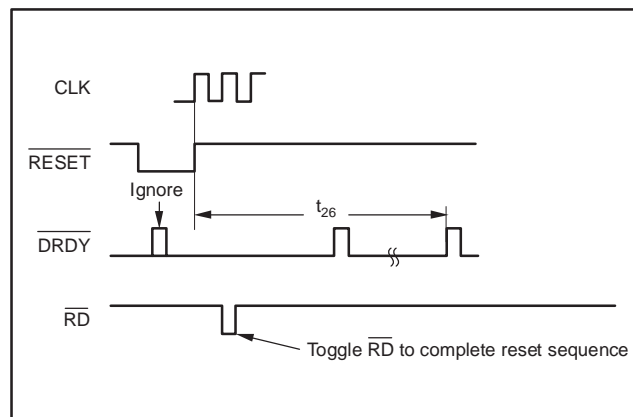 CLK
RESET
Ignore
t26
DRDY
RD
Toggle RD to complete reset sequence